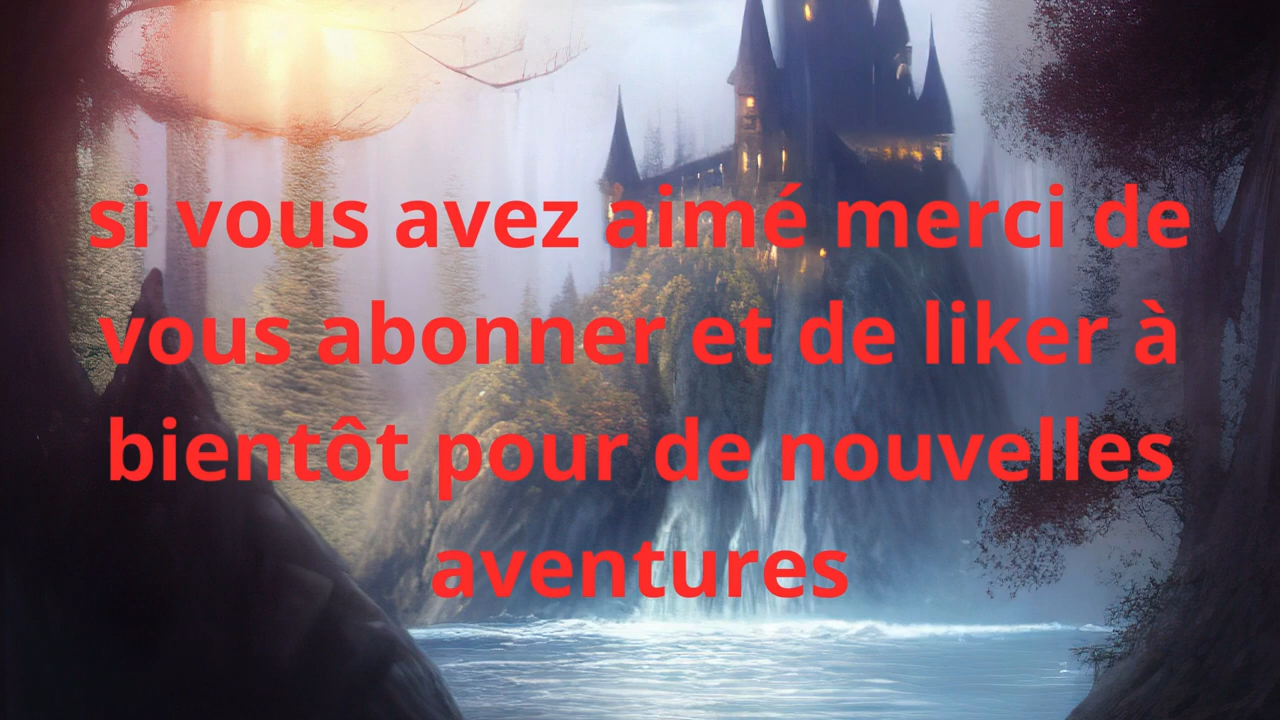 si vous avez aimé merci de
vous abonner et de liker à
bientôt pour de nouvelles
aventures